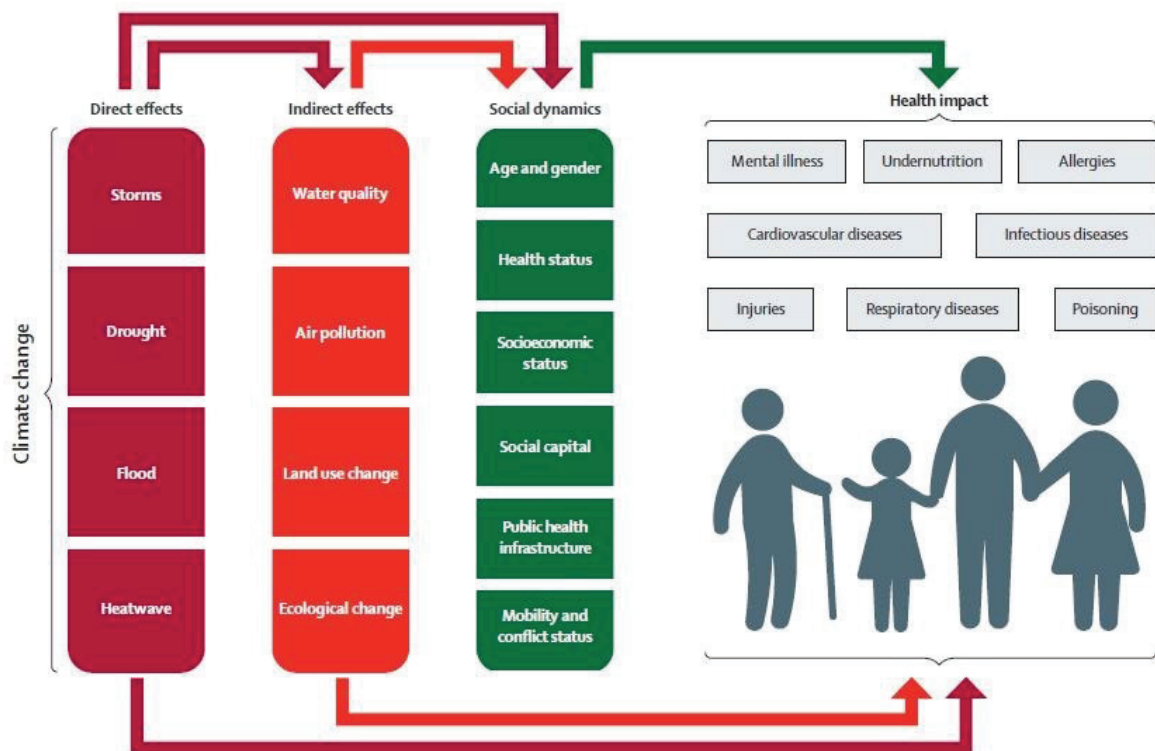 Direct effects
Indirect effects
Social dynamics
Health impact
Climate change
Storms
Drought
Flood
Heatwave
Water quality
Air pollution
Land use change
Ecological change
Age and gender
Health status
Socioeconomic
status
Social capital
Public health
infrastructure
Mobility and
conflict status
Mental illness
Undernutrition
Allergies
Cardiovascular diseases
Infectious diseases
Injuries
Respiratory diseases
Poisoning